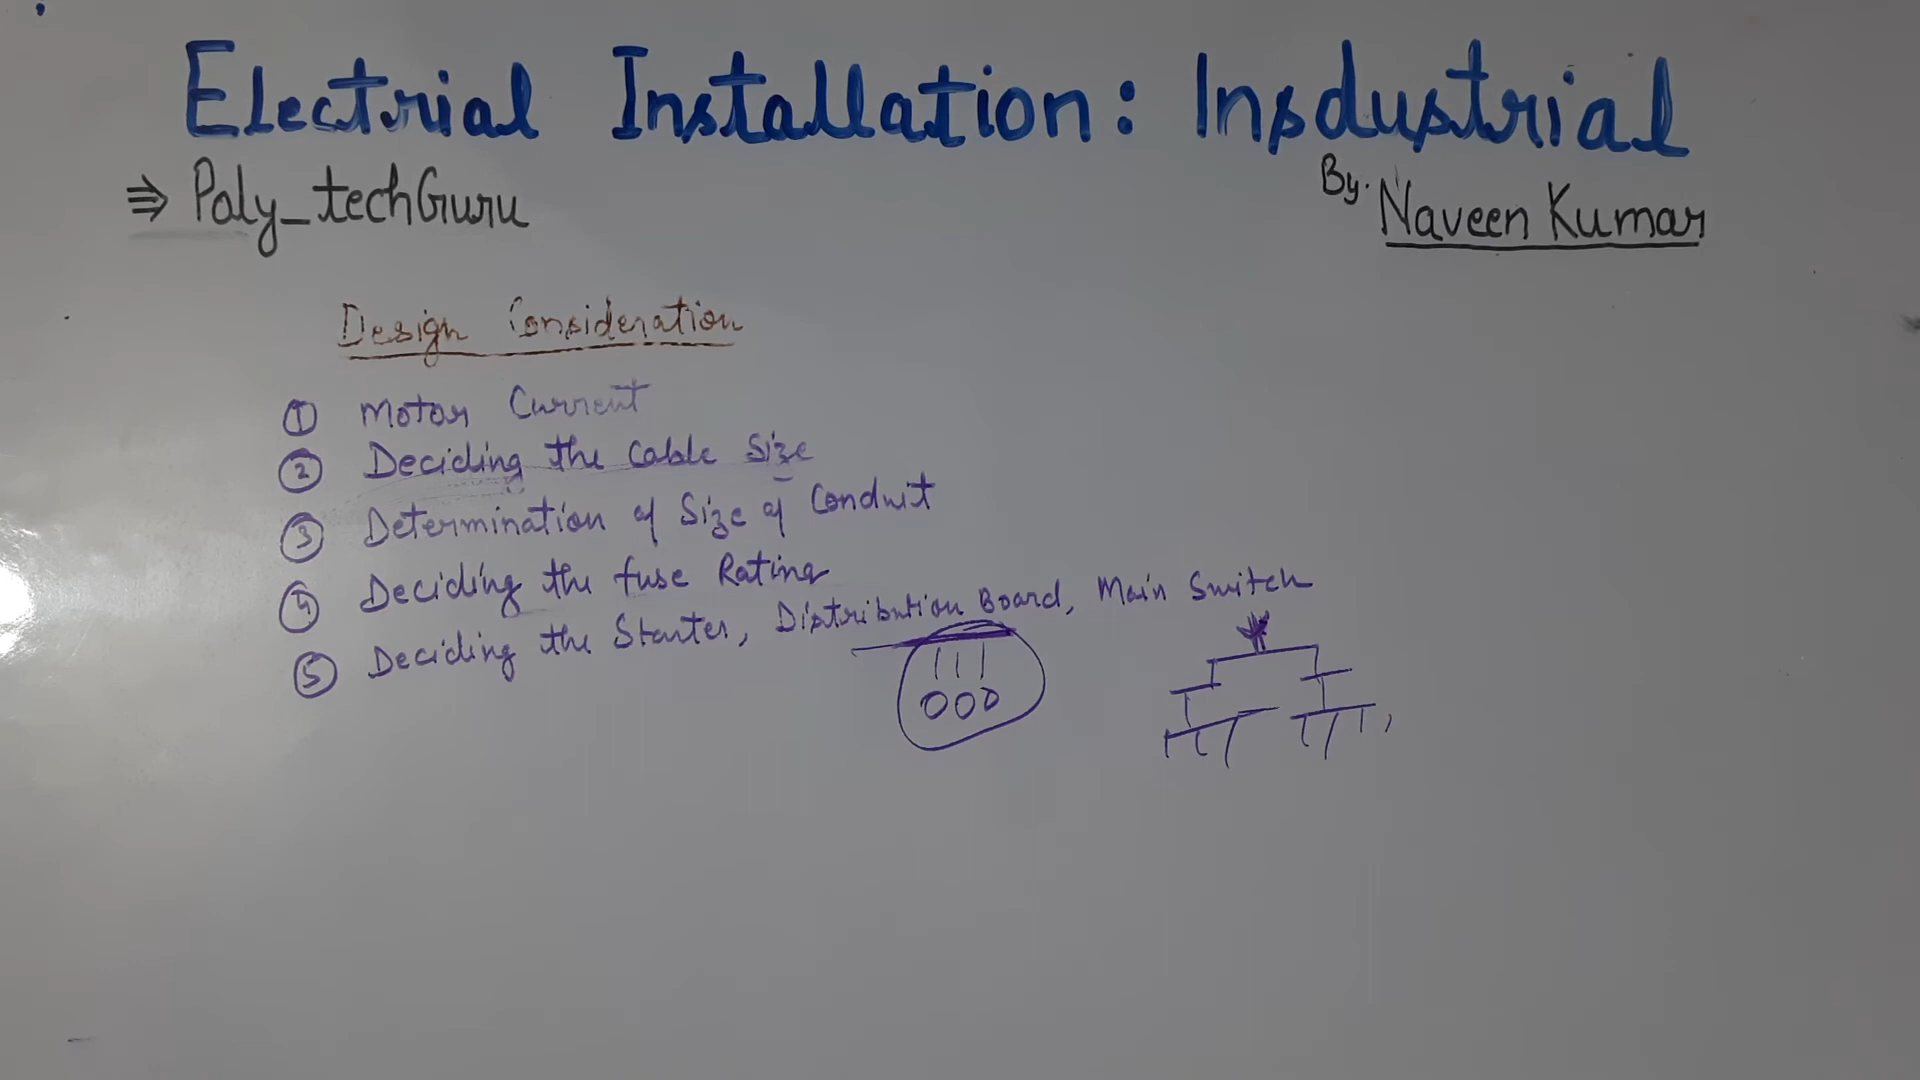 Electrial Installation: Insdustrial
⇒ Poly_techGuru
By. Naveen Kumar
Design Consideration
① Motor Current
② Deciding the Cable Size
③ Determination of Size of Conduit
④ Deciding the fuse Rating
⑤ Deciding the Starter, Distribution Board, Main Switch